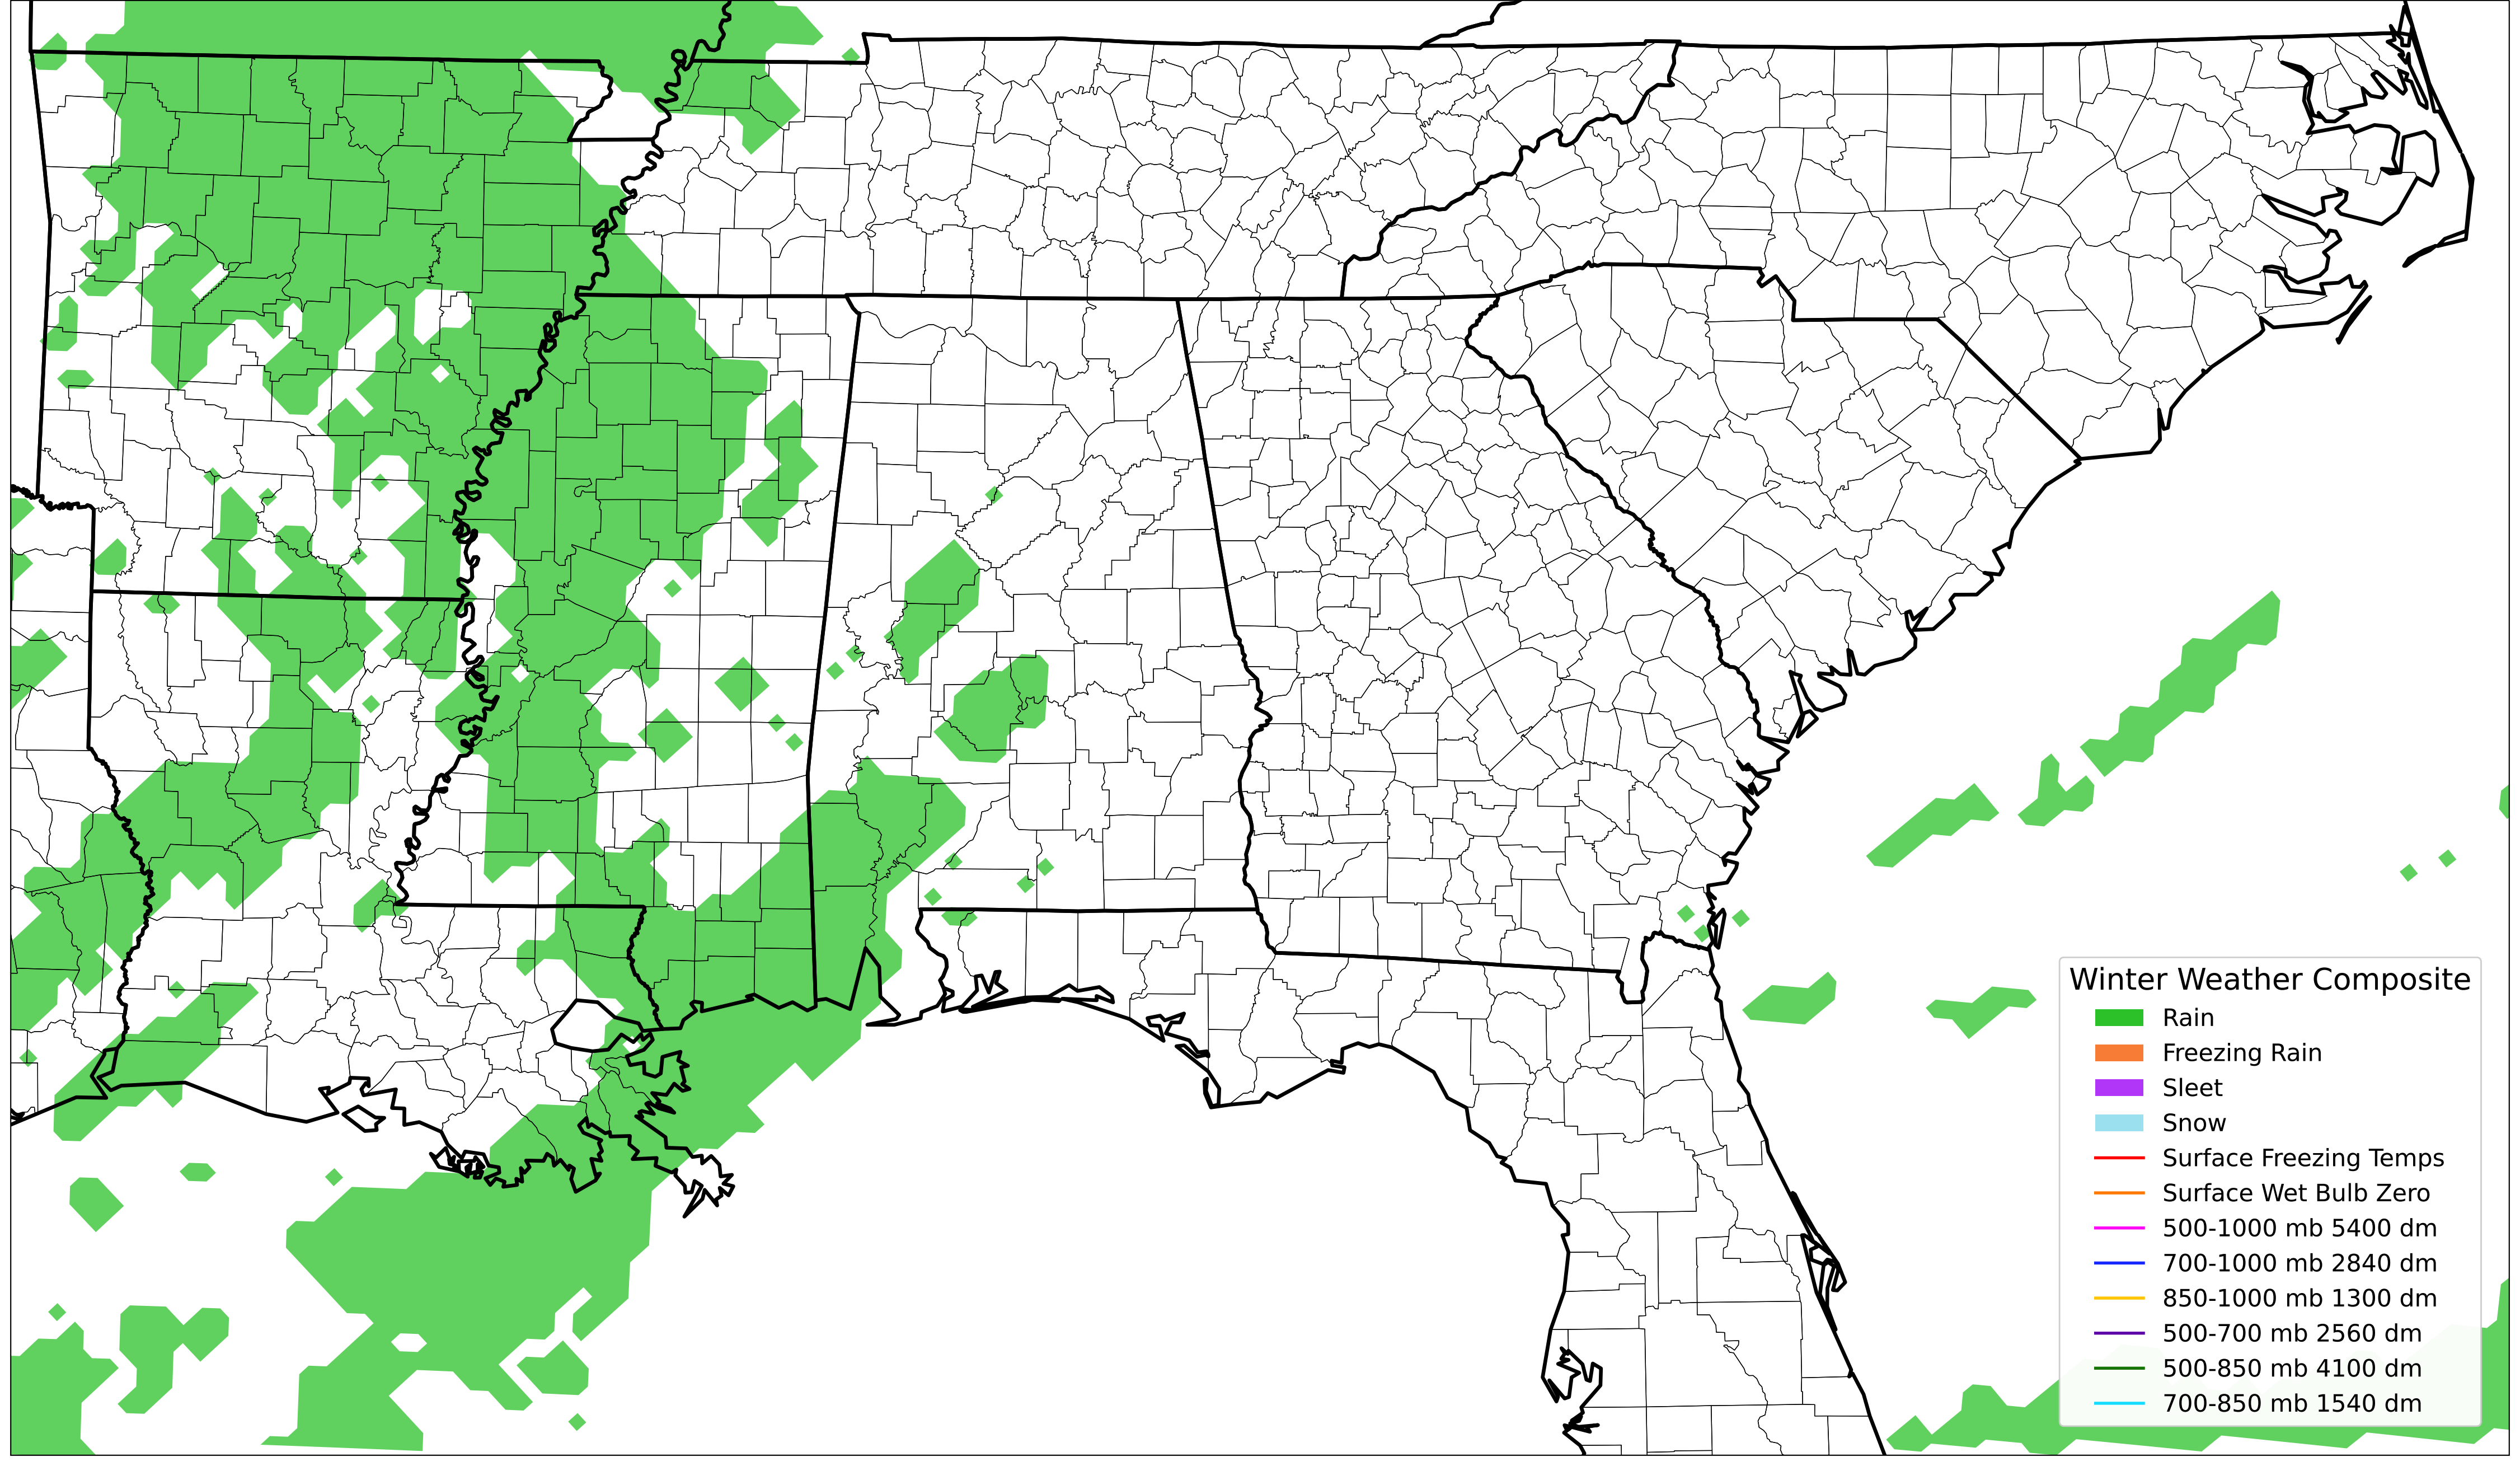 Winter Weather Composite
Rain
Freezing Rain
Sleet
Snow
Surface Freezing Temps
Surface Wet Bulb Zero
500-1000 mb 5400 dm
700-1000 mb 2840 dm
850-1000 mb 1300 dm
500-700 mb 2560 dm
500-850 mb 4100 dm
700-850 mb 1540 dm